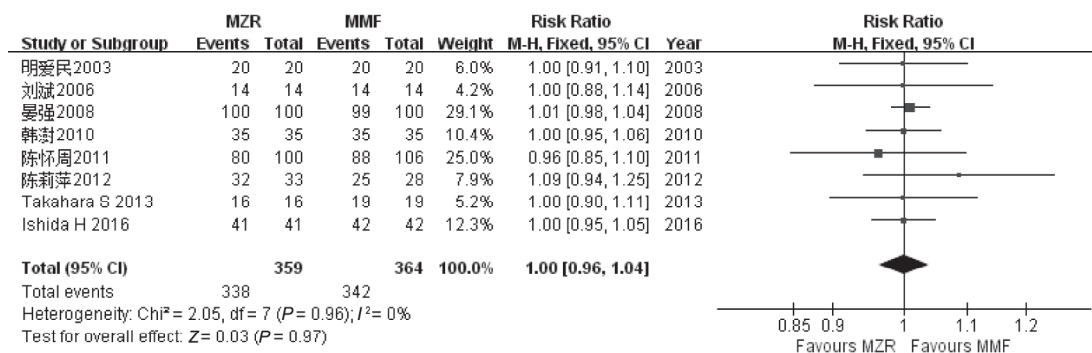 MZR MMF Risk Ratio Risk Ratio
Study or Subgroup Events Total Events Total Weight M-H, Fixed, 95% CI Year M-H, Fixed, 95% CI
明爱民2003 20 20 20 20 6.0% 1.00 [0.91, 1.10] 2003
刘斌2006 14 14 14 14 4.2% 1.00 [0.88, 1.14] 2006
晏强2008 100 100 99 100 29.1% 1.01 [0.98, 1.04] 2008
韩澍2010 35 35 35 35 10.4% 1.00 [0.95, 1.06] 2010
陈怀周2011 80 100 88 106 25.0% 0.96 [0.85, 1.10] 2011
陈莉萍2012 32 33 25 28 7.9% 1.09 [0.94, 1.25] 2012
Takahara S 2013 16 16 19 19 5.2% 1.00 [0.90, 1.11] 2013
Ishida H 2016 41 41 42 42 12.3% 1.00 [0.95, 1.05] 2016
Total (95% CI) 359 364 100.0% 1.00 [0.96, 1.04]
Total events 338 342
Heterogeneity: Chi² = 2.05, df = 7 (P = 0.96); I² = 0%
Test for overall effect: Z = 0.03 (P = 0.97)
0.85 0.9 1 1.1 1.2
Favours MZR Favours MMF